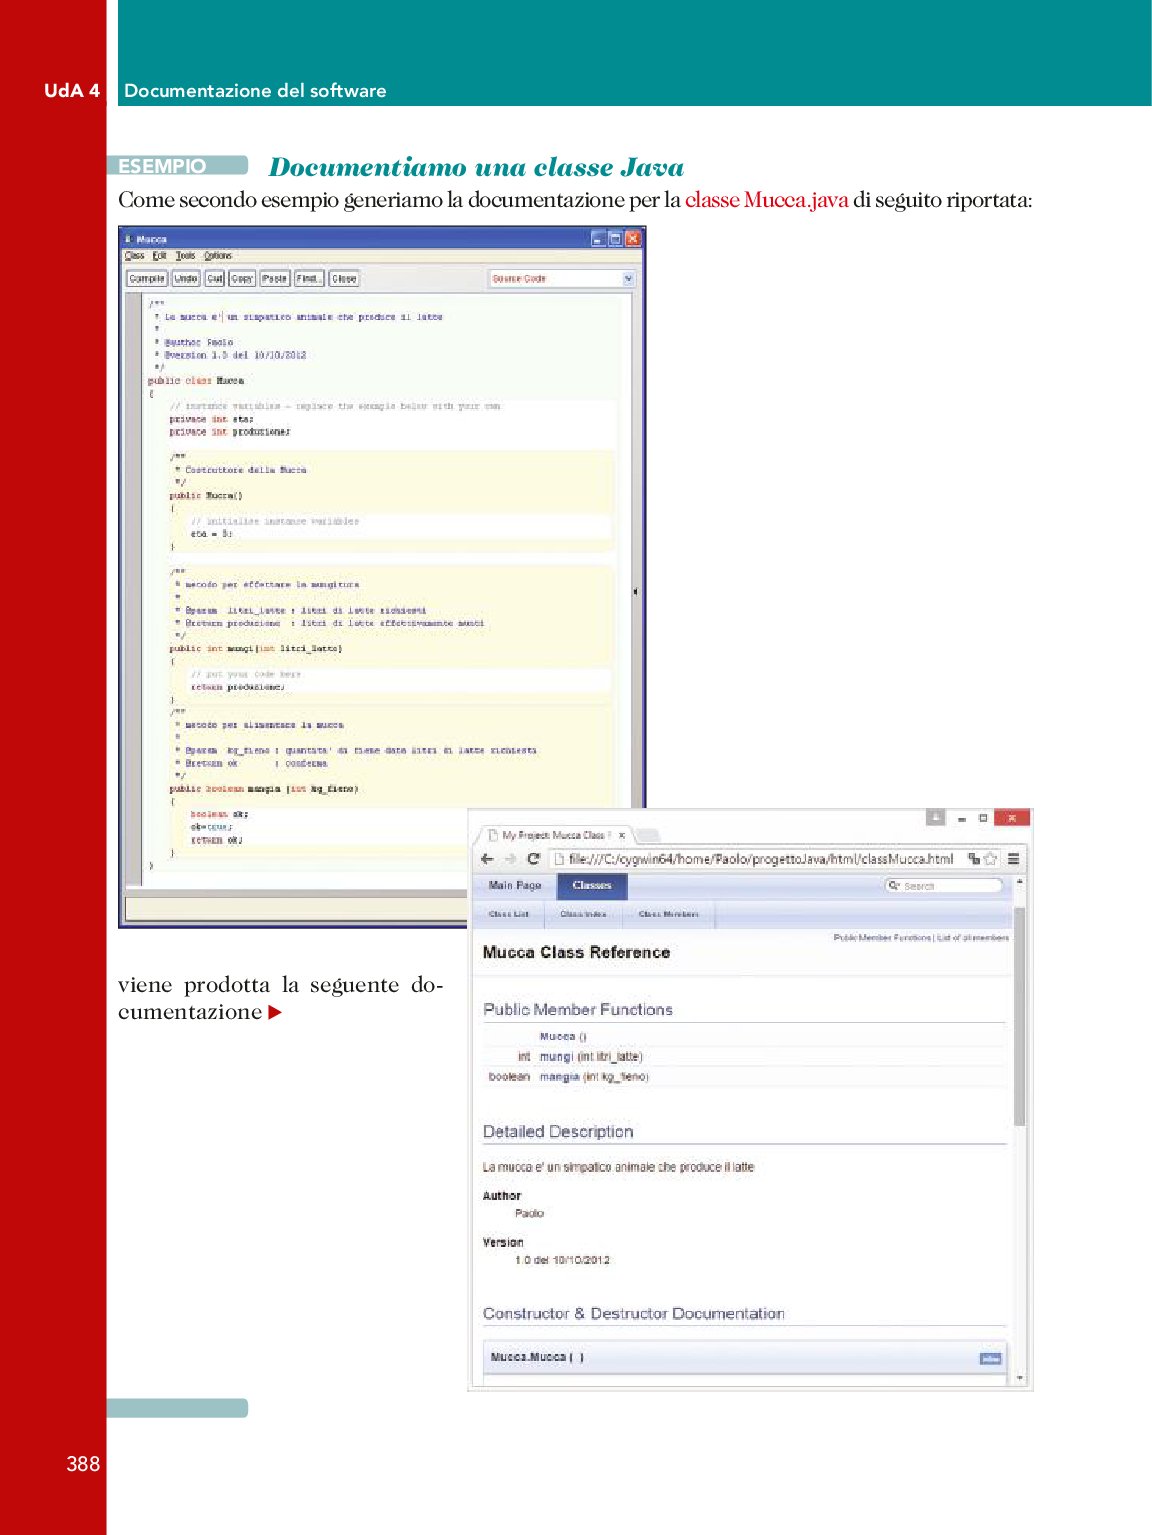 UdA 4 Documentazione del software
ESEMPIO Documentiamo una classe Java
Come secondo esempio generiamo la documentazione per la classe Mucca.java di seguito riportata:
Mucca
Class Edit Tools Options
Compile Undo Cut Copy Paste Find... Close Source Code
/**
* La mucca e' un simpatico animale che produce il latte
*
* @author Paolo
* @version 1.0 del 10/10/2012
*/
public class Mucca
{
// instance variables - replace the example below with your own
private int eta;
private int produzione;
/**
* Costruttore della Mucca
*/
public Mucca()
{
// initialise instance variables
eta = 0;
}
/**
* metodo per effettare la mungitura
*
* @param litri_latte : litri di latte richiesti
* @return produzione : litri di latte effettivamente munti
*/
public int mungi(int litri_latte)
{
// put your code here
return produzione;
}
/**
* metodo per alimentare la mucca
*
* @param kg_fieno : quantita' di fieno data litri di latte richiesti
* @return ok : conferma
*/
public boolean mangia (int kg_fieno)
{
boolean ok;
ok=true;
return ok;
}
}
My Project: Mucca Class
file:///C:/cygwin64/home/Paolo/progettoJava/html/classMucca.html
Main Page Classes Search
Class List Class Index Class Members
Public Member Functions | List of all members
Mucca Class Reference
Public Member Functions
Mucca ()
int mungi (int litri_latte)
boolean mangia (int kg_fieno)
Detailed Description
La mucca e' un simpatico animale che produce il latte
Author
Paolo
Version
1.0 del 10/10/2012
Constructor & Destructor Documentation
Mucca.Mucca ( )
viene prodotta la seguente do-
cumentazione
388